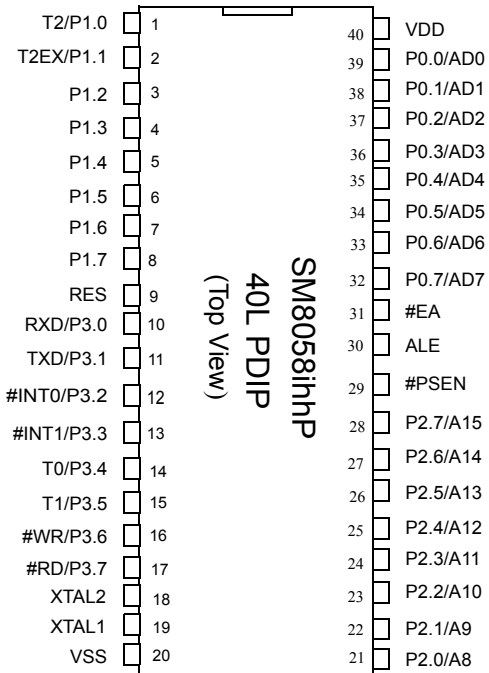 T2/P1.0 1 40 VDD
T2EX/P1.1 2 39 P0.0/AD0
P1.2 3 38 P0.1/AD1
P1.3 4 37 P0.2/AD2
P1.4 5 36 P0.3/AD3
P1.5 6 35 P0.4/AD4
P1.6 7 34 P0.5/AD5
P1.7 8 33 P0.6/AD6
RES 9 32 P0.7/AD7
RXD/P3.0 10 31 #EA
TXD/P3.1 11 30 ALE
#INT0/P3.2 12 29 #PSEN
#INT1/P3.3 13 28 P2.7/A15
T0/P3.4 14 27 P2.6/A14
T1/P3.5 15 26 P2.5/A13
#WR/P3.6 16 25 P2.4/A12
#RD/P3.7 17 24 P2.3/A11
XTAL2 18 23 P2.2/A10
XTAL1 19 22 P2.1/A9
VSS 20 21 P2.0/A8
SM8058ihhP
40L PDIP
(Top View)